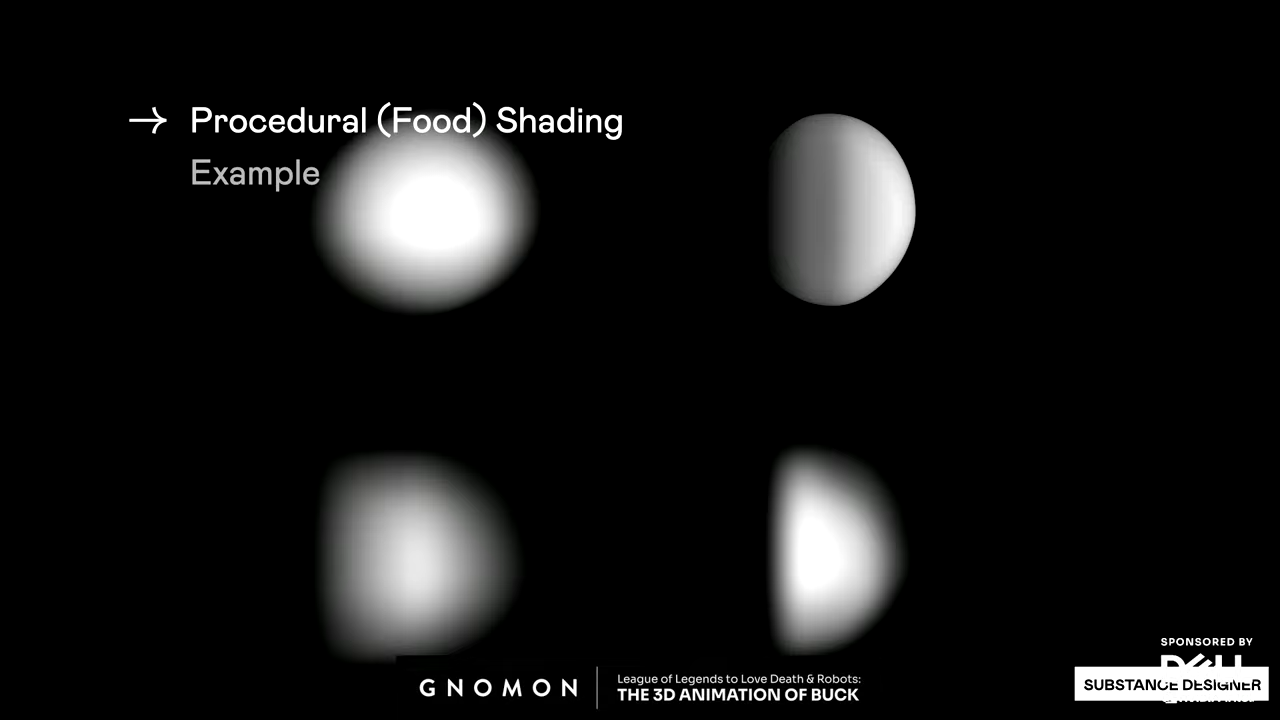 → Procedural (Food) Shading
Example
SPONSORED BY
GNOMON
League of Legends to Love Death & Robots:
THE 3D ANIMATION OF BUCK
SUBSTANCE DESIGNER